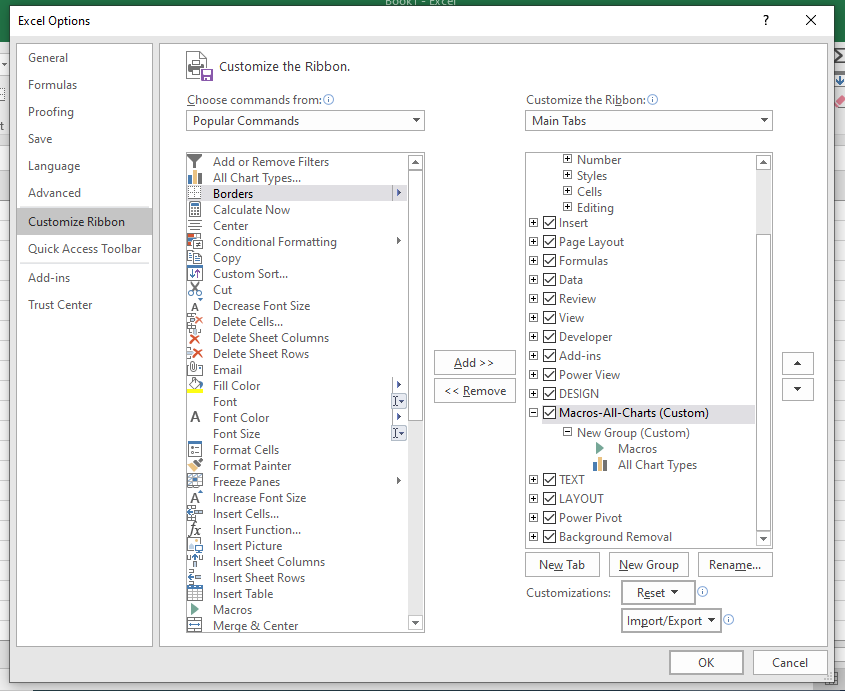 Book1 - Excel
Excel Options
?
General
Formulas
Proofing
Save
Language
Advanced
Customize Ribbon
Quick Access Toolbar
Add-ins
Trust Center
Customize the Ribbon.
Choose commands from:
Popular Commands
Add or Remove Filters
All Chart Types...
Borders
Calculate Now
Center
Conditional Formatting
Copy
Custom Sort...
Cut
Decrease Font Size
Delete Cells...
Delete Sheet Columns
Delete Sheet Rows
Email
Fill Color
Font
Font Color
Font Size
Format Cells
Format Painter
Freeze Panes
Increase Font Size
Insert Cells...
Insert Function...
Insert Picture
Insert Sheet Columns
Insert Sheet Rows
Insert Table
Macros
Merge & Center
Add >>
<< Remove
Customize the Ribbon:
Main Tabs
Number
Styles
Cells
Editing
Insert
Page Layout
Formulas
Data
Review
View
Developer
Add-ins
Power View
DESIGN
Macros-All-Charts (Custom)
New Group (Custom)
Macros
All Chart Types
TEXT
LAYOUT
Power Pivot
Background Removal
New Tab
New Group
Rename...
Customizations:
Reset
Import/Export
OK
Cancel